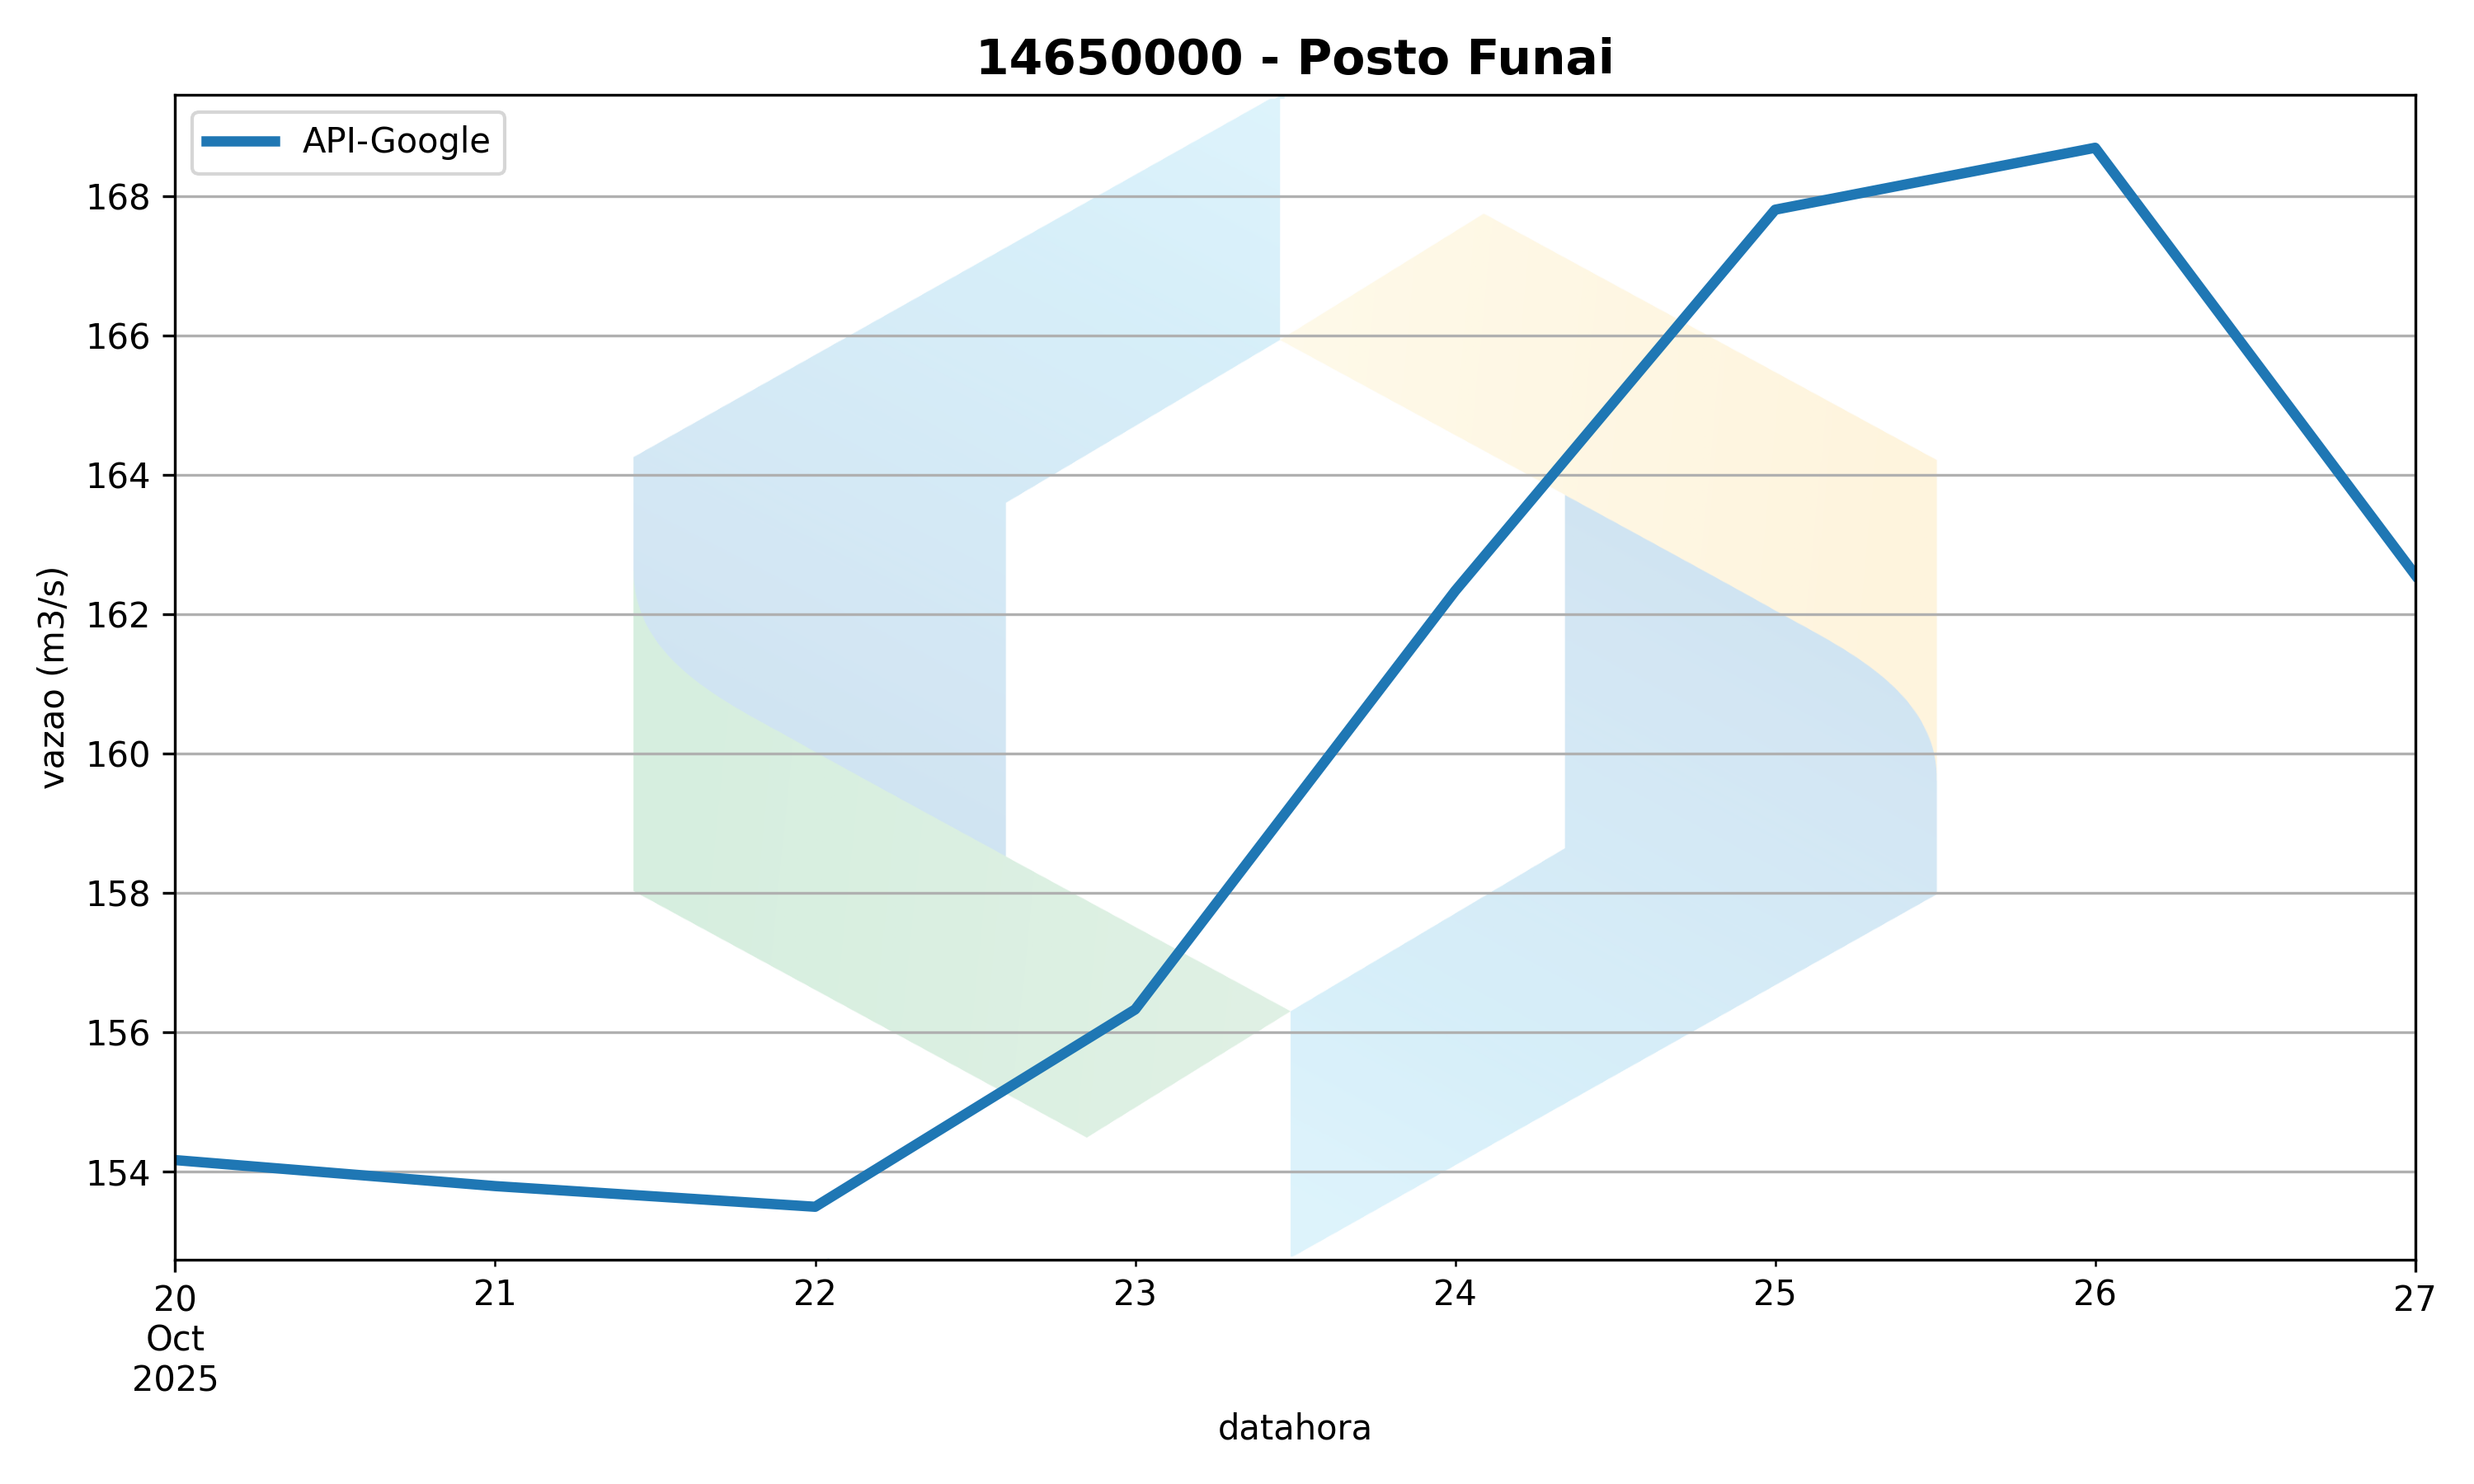 14650000 - Posto Funai
API-Google
168
166
164
162
160
158
156
154
vazao (m3/s)
20 21 22 23 24 25 26 27
Oct
2025
datahora